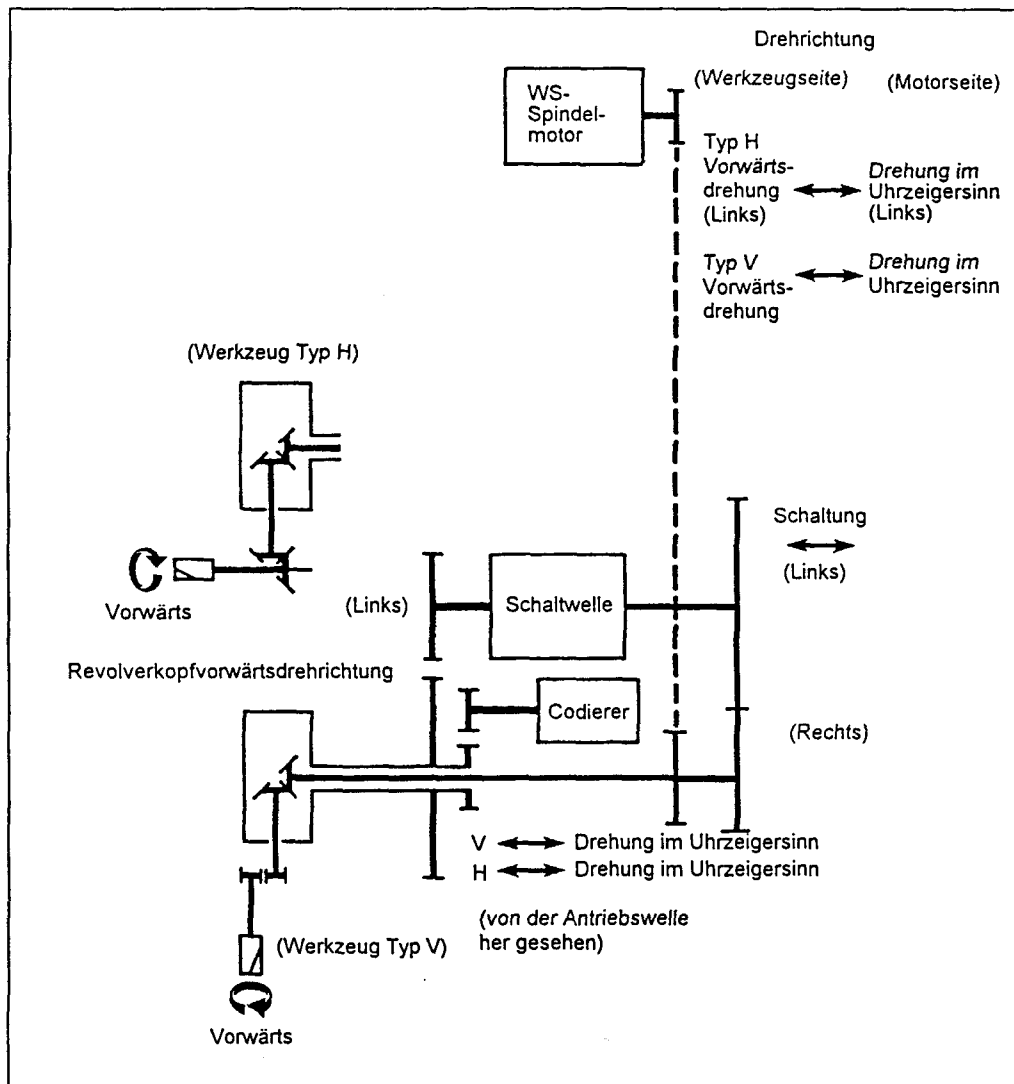 Drehrichtung
(Werkzeugseite) (Motorseite)
WS-
Spindel-
motor
Typ H
Vorwärts-
drehung
(Links)
Drehung im
Uhrzeigersinn
(Links)
Typ V
Vorwärts-
drehung
Drehung im
Uhrzeigersinn
(Werkzeug Typ H)
Vorwärts
Schaltung
(Links)
(Links)
Schaltwelle
Revolverkopfvorwärtsdrehrichtung
Codierer
(Rechts)
V Drehung im Uhrzeigersinn
H Drehung im Uhrzeigersinn
(von der Antriebswelle
her gesehen)
(Werkzeug Typ V)
Vorwärts